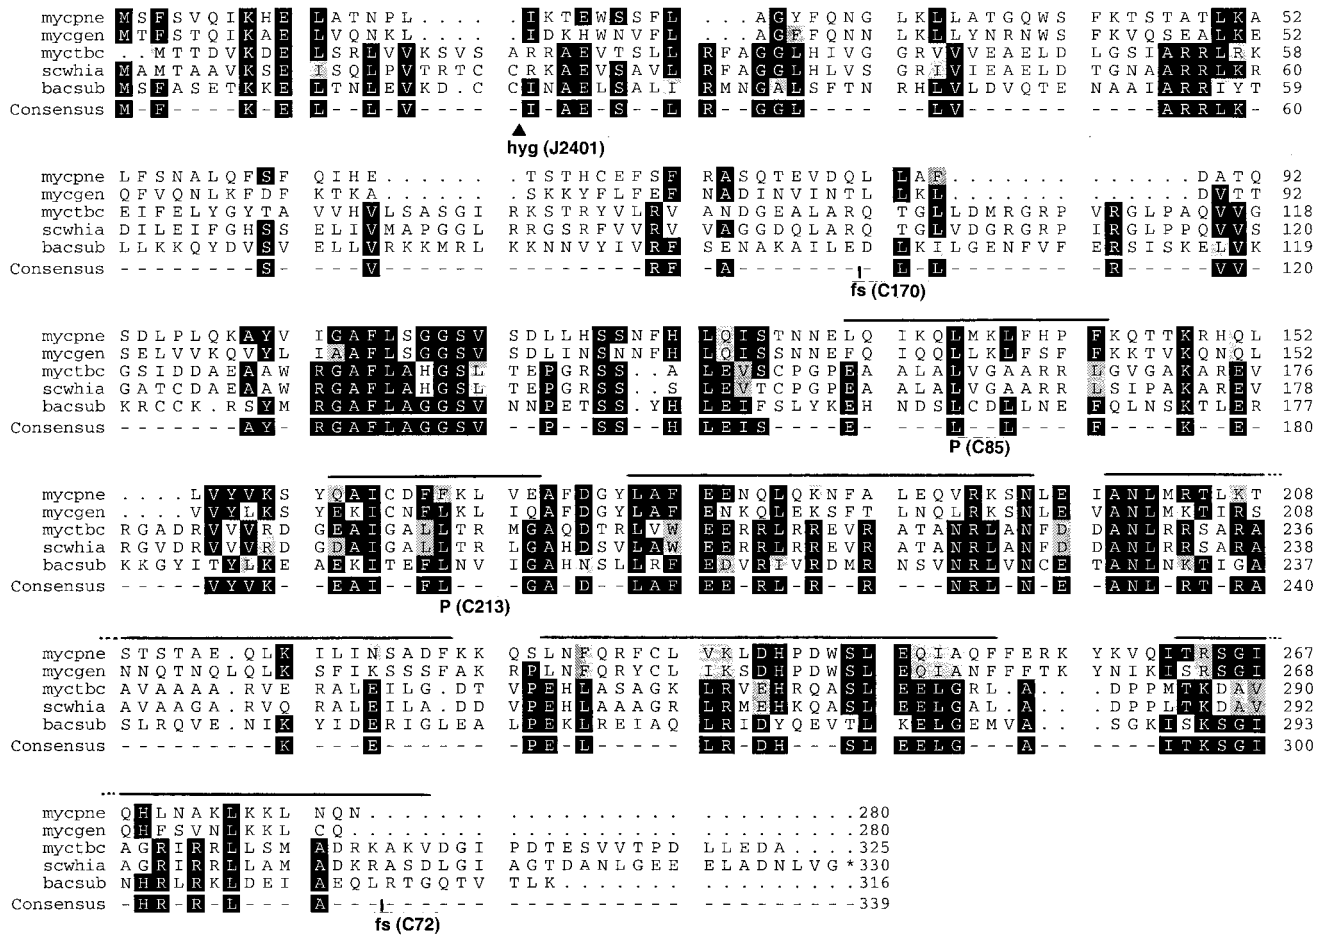 mycpne MSFSVQIKHE LATNPL.... .IKTEWSSFL ..AGYFQNG LKLLATGQWS FKTSTATLKA 52
mycgen MTFSTQIKAE LVQNKL.... .IDKHWNVFL ..AGFFQNN LKLLYNRNWS FKVQSEALKE 52
myctbc ..MTTDVKDE LSRLVVKSVS ARRAEVTSLL RFAGGLHIVG GRVVVEAELD LGSIARRLRK 58
scwhia MAMTAAVKSE ISQLPVTRTC CRKAEVSAVL RFAGGLHLVS GRIVIEAELD TGNAARRLKR 60
bacsub MSFASETKKE LTNLEVKD.C CINAELSALI RMNGALSFTN RHLVLDVQTE NAAIARRIYT 59
Consensus M-F---K-E- L--L-V---- -I-AES--L- R-GGL----- --LV------ ---ARRLK- 60
hyg (J2401)
mycpne LFSNALQFSF QIHE...... .TSTHCEFSF RASQTEVDQL LAF....... ......DATQ 92
mycgen QFVQNLKFDF KTKA...... .SKKYFLFEF NADINVINTL LKL....... ......DVTT 92
myctbc EIFELYGYTA VVHVLSASGI RKSTRYVLRV ANDGEALARQ TGLLDMRGRP VRGLPAQVVG 118
scwhia DILEIFGHSS ELIVMAPGGL RRGSRFVVRV VAGGDQLARQ TGLVDGRGRP IRGLPPQVVS 120
bacsub LLKKQYDVSV ELLVRKKMRL KKNNVYIVRF SENAKAILED LKILGENFVF ERSISKELVK 119
Consensus --------S- ---V------ --------RF -A-------- L-L------- -R-----VV- 120
fs (C170)
mycpne SDLPLQKAYV IGAFLSGGSV SDLLHSSNFH LQISTNNELQ IKQLMKLFHP FKQTTKRHQL 152
mycgen SELVVKQVYL IAAFLSGGSV SDLINSNNFH LQISSNNEFQ IQQLLKLFSF FKKTVKQNQL 152
myctbc GSIDDAEAAW RGAFLAHGSL TEPGRSS..A LEVSCPGPEA ALALVGAARR LGVGAKAREV 176
scwhia GATCDAEAAW RGAFLAHGSL TEPGRSS..S LEVTCPGPEA ALALVGAARR LSIPAKAREV 178
bacsub KRCCK.RSYM RGAFLAGGSV NNPETSS.YH LEIFSLYKEH NDSLCDLLNE FQLNSKTLER 177
Consensus -------AY- RGAFLAGGSV --P--SS--H LEIS----E- ---L--L--- F----K--E- 180
P (C85)
mycpne ....LVYVKS YQAICDFFKL VEAFDGYLAF EENQLQKNFA LEQVRKSNLE IANLMRTLKT 208
mycgen ....VVYLKS YEKICNFLKL IQAFDGYLAF ENKQLEKSFT LNQVRKSNLE IANLMKTIRS 208
myctbc RGADRVVVRD GEAIGALLTR MGAQDTRLVW EERRLRREVR ATANRLANFD DANLRRSARA 236
scwhia RGVDRVVVRD GDAIGALLTR LGAHDSVLAW EERRLRREVR ATANRLANFD DANLRRSARA 238
bacsub KKGYITYLKE AEKITEFLNV IGAHNSLLRF EDVRIVRDMR NSVNRLVNCE TANLNKTIGA 237
Consensus -----VYVK- -EAI--FL-- -GA-D--LAF EE-RL-R--R ---NRL-N-E -ANL-RT-RA 240
P (C213)
mycpne STSTAE.QLK ILINSADFKK QSLNFQRFCL VKLDHPDWSL EQIAQFFERK YKVQITRSGI 267
mycgen NNQTNQLQLK SFIKSSSFAK RPLNFQRYCL IKSDHPDWSL EQIANFFFTK YNIKISRSGI 268
myctbc AVAAAA.RVE RALEILG.DT VPEHLASAGK LRVEHRQASL EELGRL.A.. DPPMTKDAV 290
scwhia AVAAGA.RVQ RALEILA.DD VPEHLAAAGR LRMEHKQASL EELGAL.A.. DPPLTKDAV 292
bacsub SLRQVE.NIK YIDERIGLEA LPEKLREIAQ LRIDYQEVTL KELGEMVA.. .SGKISKSGI 293
Consensus ---------K ---E------ -PE-L----- LR-DH---SL EELG---A-- ----ITKSGI 300
mycpne QHLNAKLKKL NQN....... .......... ......... 280
mycgen QHFSVNLKKL CQ........ .......... ......... 280
myctbc AGRIRRLLSM ADRKAKVDGI PDTESVVTPD LLEDA.... 325
scwhia AGRIRRLLAM ADKRASDLGI AGTDANLGEE ELADNLVG* 330
bacsub NHRLRKLDEI AEQLRTGQTV TLK....... ......... 316
Consensus -HR-R-L--- A--------- ---------- --------- 339
fs (C72)